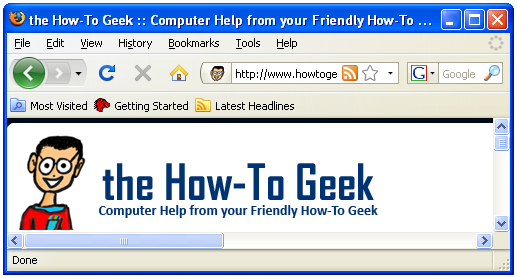 the How-To Geek :: Computer Help from your Friendly How-To ...
File Edit View History Bookmarks Tools Help
http://www.howtoge
G Google
Most Visited Getting Started Latest Headlines
the How-To Geek
Computer Help from your Friendly How-To Geek
Done